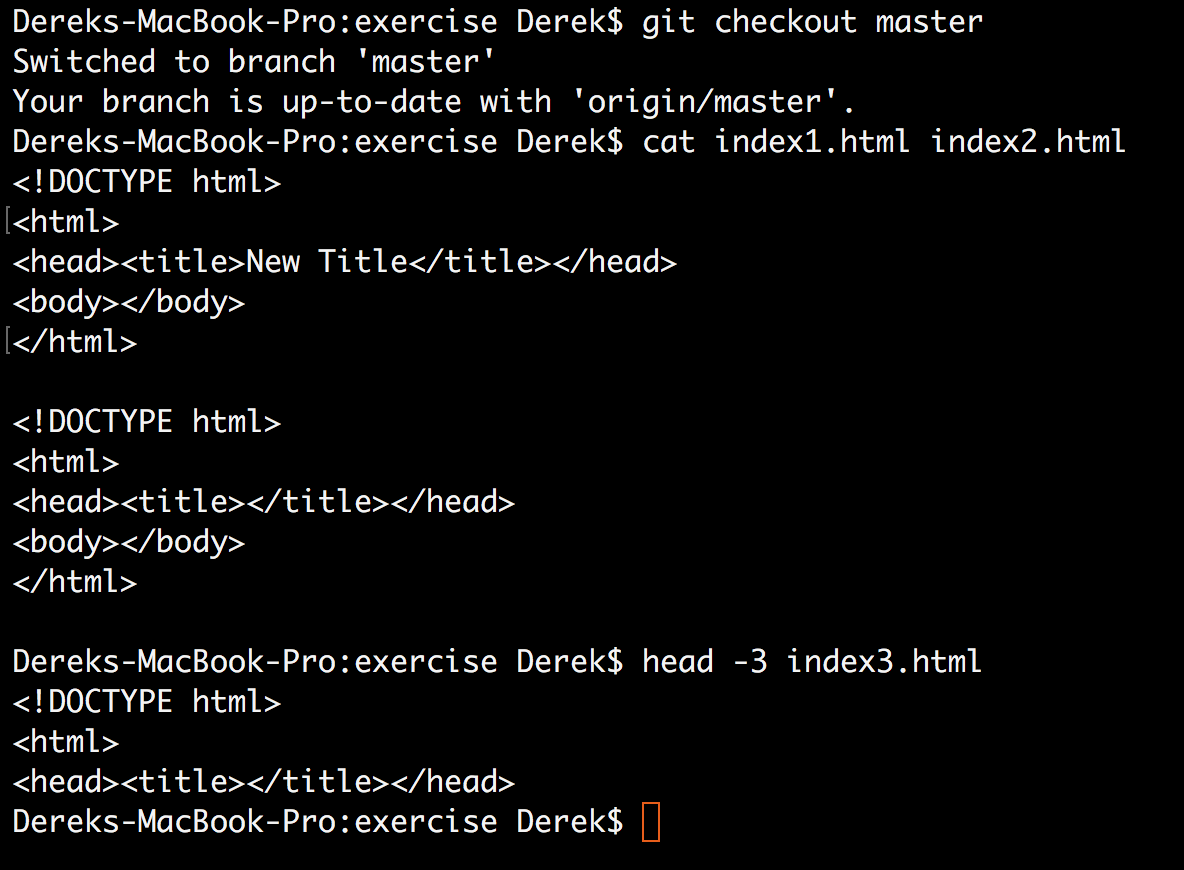 Dereks-MacBook-Pro:exercise Derek$ git checkout master
Switched to branch 'master'
Your branch is up-to-date with 'origin/master'.
Dereks-MacBook-Pro:exercise Derek$ cat index1.html index2.html
<!DOCTYPE html>
<html>
<head><title>New Title</title></head>
<body></body>
</html>
<!DOCTYPE html>
<html>
<head><title></title></head>
<body></body>
</html>
Dereks-MacBook-Pro:exercise Derek$ head -3 index3.html
<!DOCTYPE html>
<html>
<head><title></title></head>
Dereks-MacBook-Pro:exercise Derek$